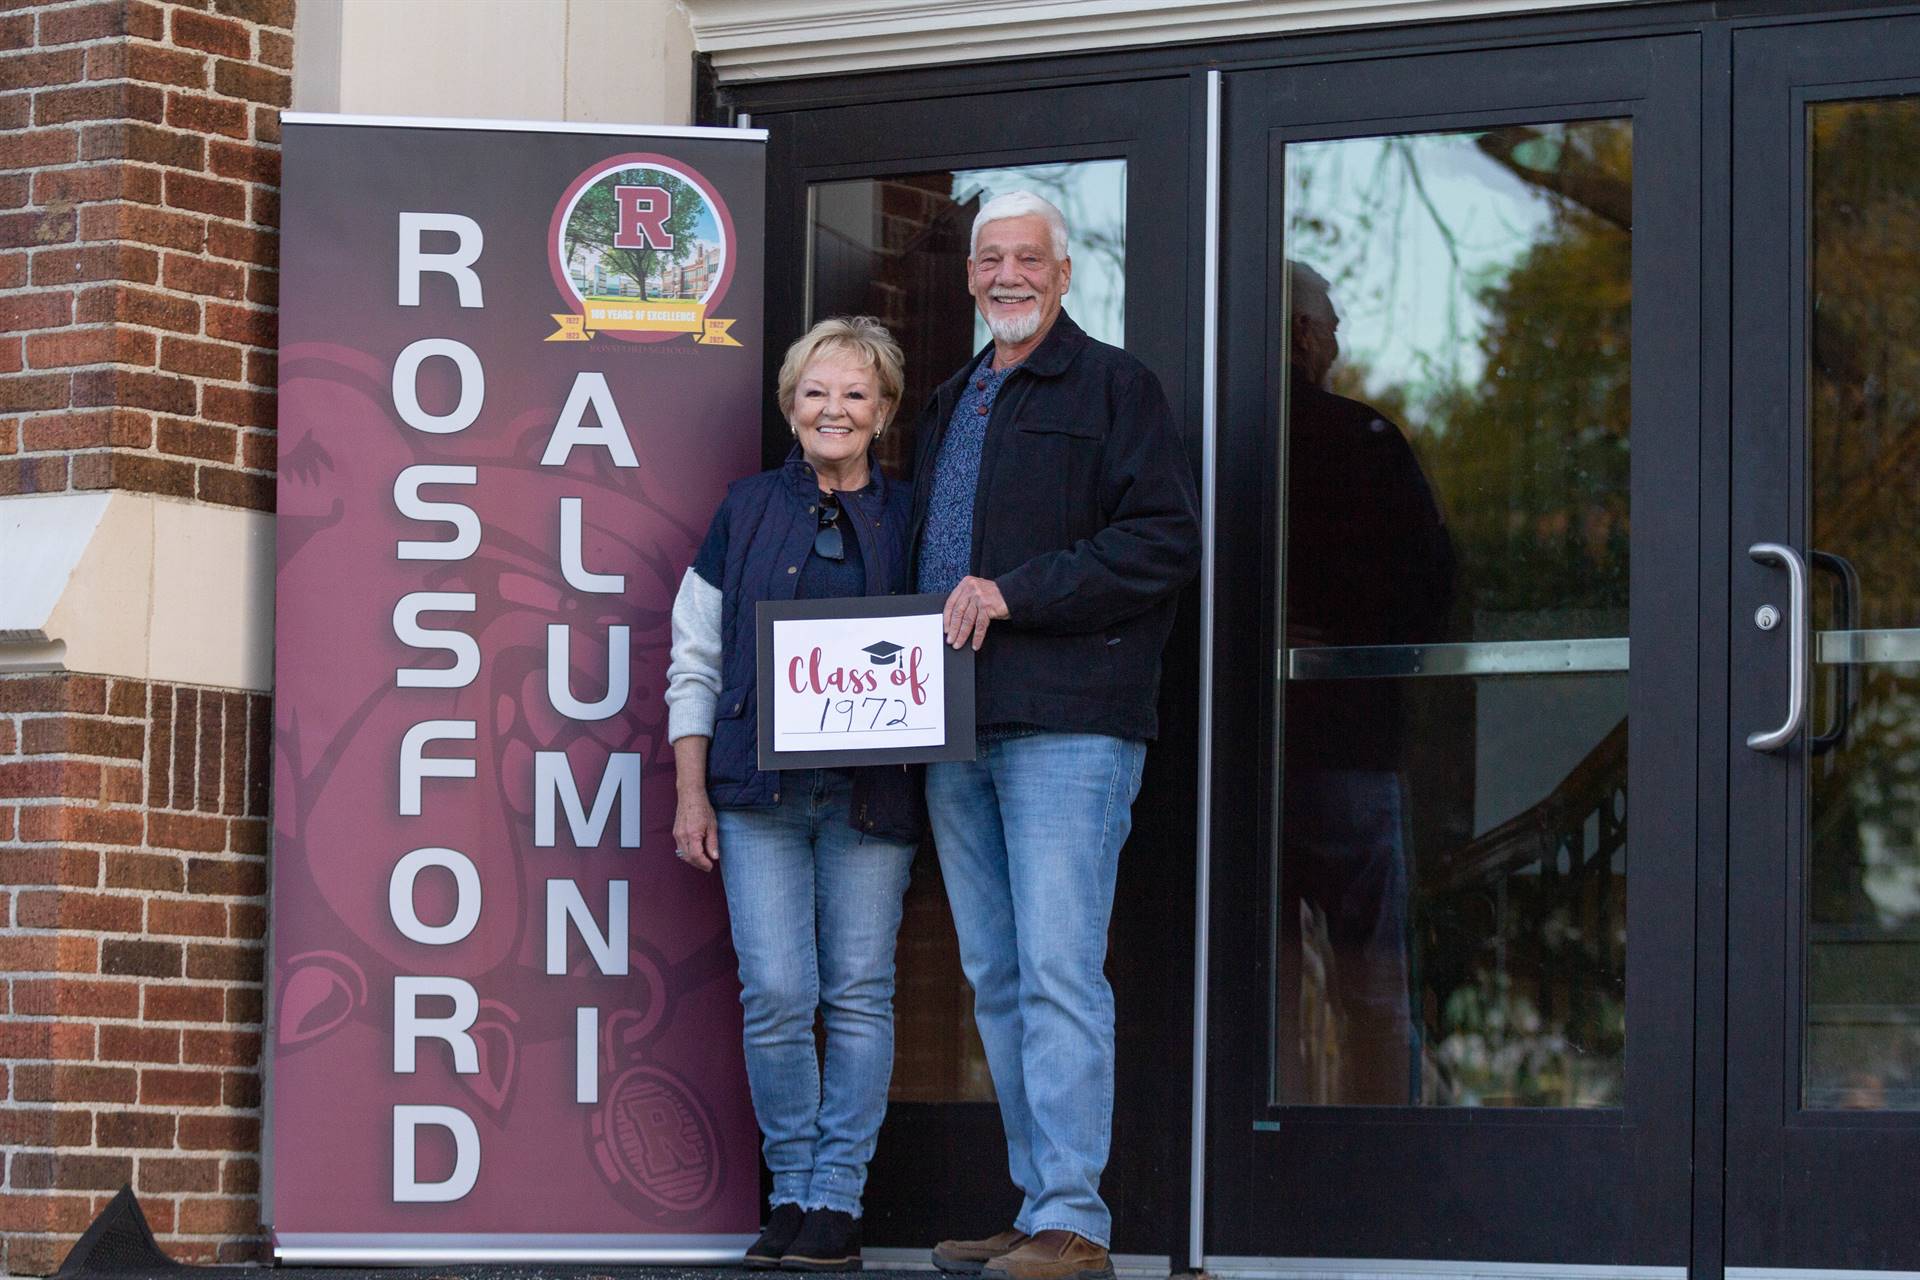 ROSSFORD
ALUMNI
R
100 YEARS OF EXCELLENCE
1922
-
1923
2022
-
2023
ROSSFORD SCHOOLS
R
Class of
1972